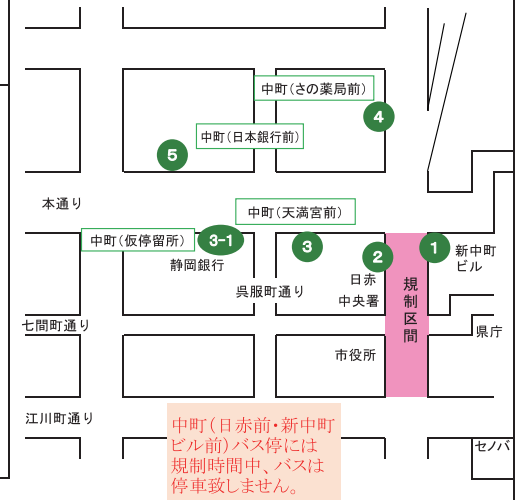 中町(さの薬局前)
4
中町(日本銀行前)
5
本通り
中町(天満宮前)
中町(仮停留所)
3-1
3
2
1
新中町
ビル
静岡銀行
日赤
呉服町通り
中央署
規制区間
七間町通り
県庁
市役所
江川町通り
セノバ
中町(日赤前・新中町
ビル前)バス停には
規制時間中、バスは
停車致しません。